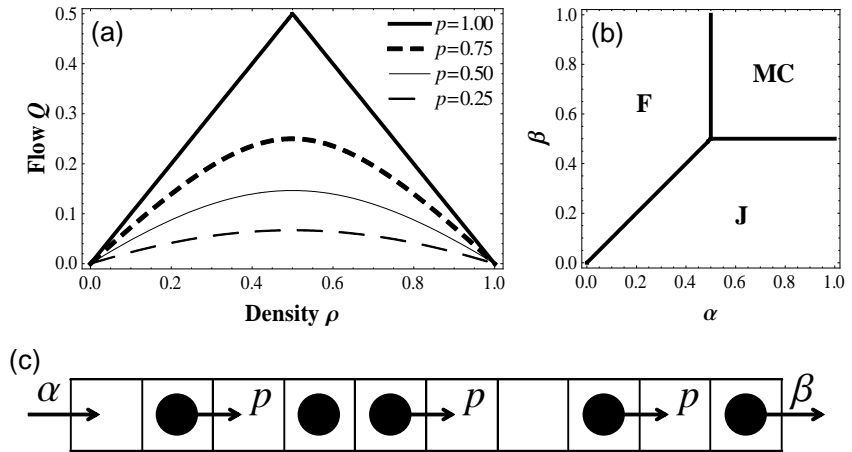 (a)
p=1.00
p=0.75
p=0.50
p=0.25
Flow Q
0.5
0.4
0.3
0.2
0.1
0.0
0.0 0.2 0.4 0.6 0.8 1.0
Density ρ
(b)
F
MC
J
β
1.0
0.8
0.6
0.4
0.2
0.0
0.0 0.2 0.4 0.6 0.8 1.0
α
(c)
α p p p β